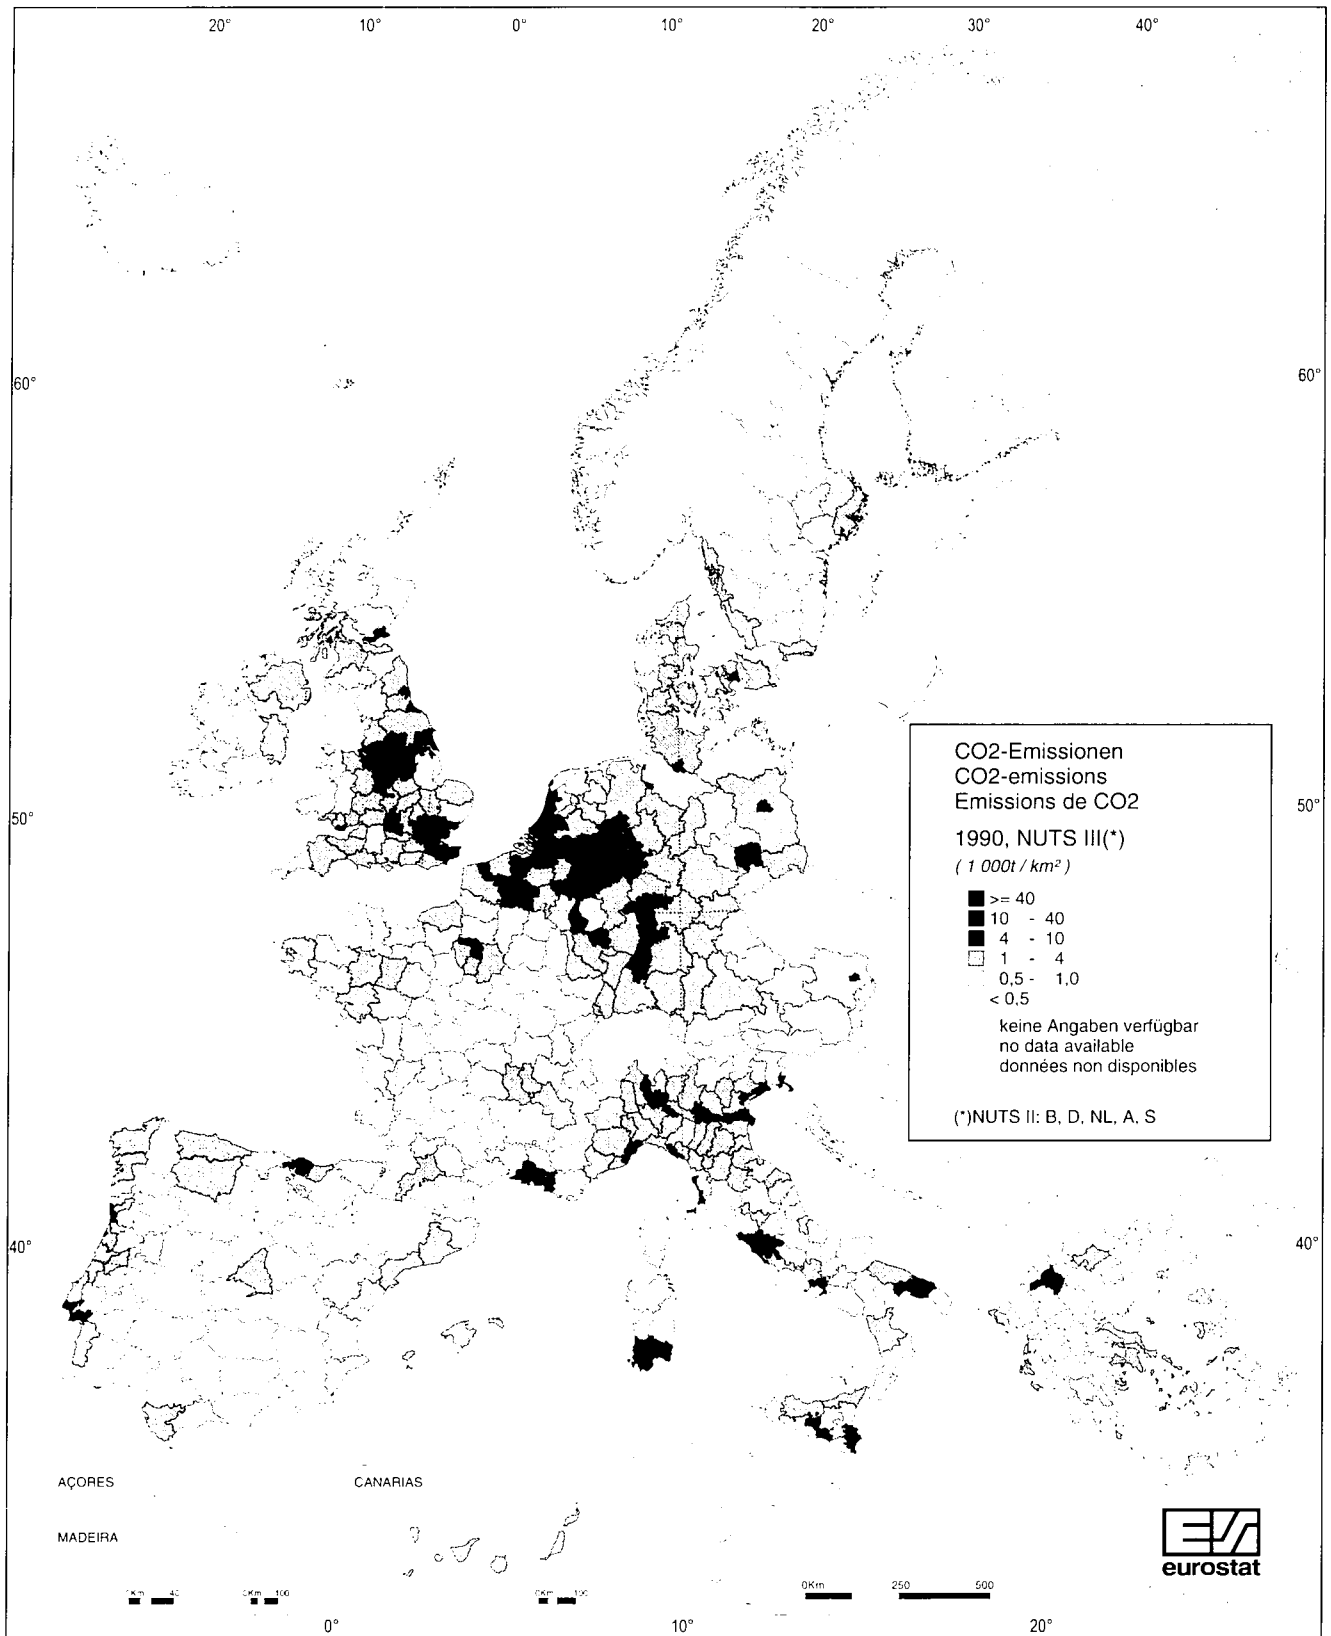 20° 10° 0° 10° 20° 30° 40°
60° 60°
CO2-Emissionen
CO2-emissions
Emissions de CO2
1990, NUTS III(*)
( 1 000t / km² )
>= 40
10 - 40
4 - 10
1 - 4
0,5 - 1,0
< 0.5
keine Angaben verfügbar
no data available
données non disponibles
(*)NUTS II: B, D, NL, A, S
50° 50°
40° 40°
AÇORES CANARIAS
MADEIRA
eurostat
0Km 100 0Km 250 500
0° 10° 20°